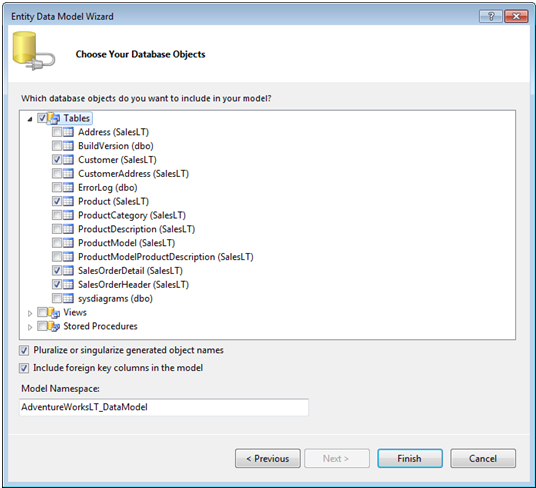 Entity Data Model Wizard
Choose Your Database Objects
Which database objects do you want to include in your model?
Tables
Address (SalesLT)
BuildVersion (dbo)
Customer (SalesLT)
CustomerAddress (SalesLT)
ErrorLog (dbo)
Product (SalesLT)
ProductCategory (SalesLT)
ProductDescription (SalesLT)
ProductModel (SalesLT)
ProductModelProductDescription (SalesLT)
SalesOrderDetail (SalesLT)
SalesOrderHeader (SalesLT)
sysdiagrams (dbo)
Views
Stored Procedures
Pluralize or singularize generated object names
Include foreign key columns in the model
Model Namespace:
AdventureWorksLT_DataModel
< Previous
Next >
Finish
Cancel